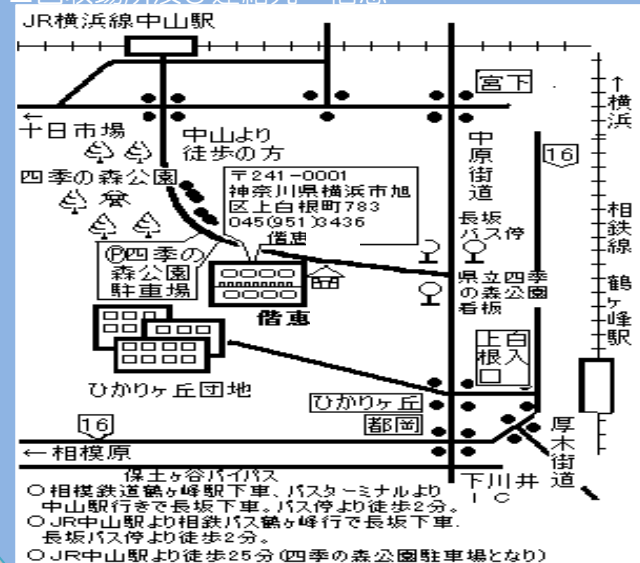 JR横浜線中山駅
宮下
↑横浜
←
十日市場
中山より
徒歩の方
中原街道
16
四季の森公園
〒241-0001
神奈川県横浜市旭
区上白根町783
045(951)3436
偕恵
長坂
バス停
相鉄線
鶴ヶ峰駅
Ⓟ四季の
森公園
駐車場
県立四季
の森公園
看板
偕恵
上白
根入
口
ひかりヶ丘団地
ひかりヶ丘
16
都岡
厚木街道
←相模原
保土ヶ谷バイパス
下川井
IC
○相模鉄道鶴ヶ峰駅下車、バスターミナルより
中山駅行きで長坂下車。バス停より徒歩2分。
○JR中山駅より相鉄バス鶴ヶ峰行で長坂下車.
長坂バス停より徒歩2分。
○JR中山駅より徒歩25分(四季の森公園駐車場となり)